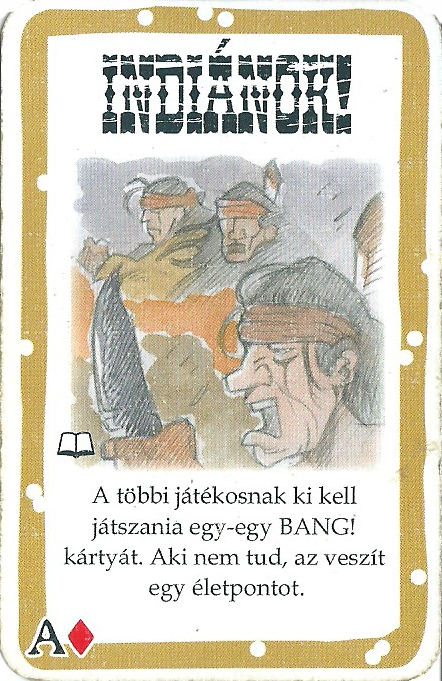 INDIÁNOK!
A többi játékosnak ki kell
játszania egy-egy BANG!
kártyát. Aki nem tud, az veszít
egy életpontot.
A♦